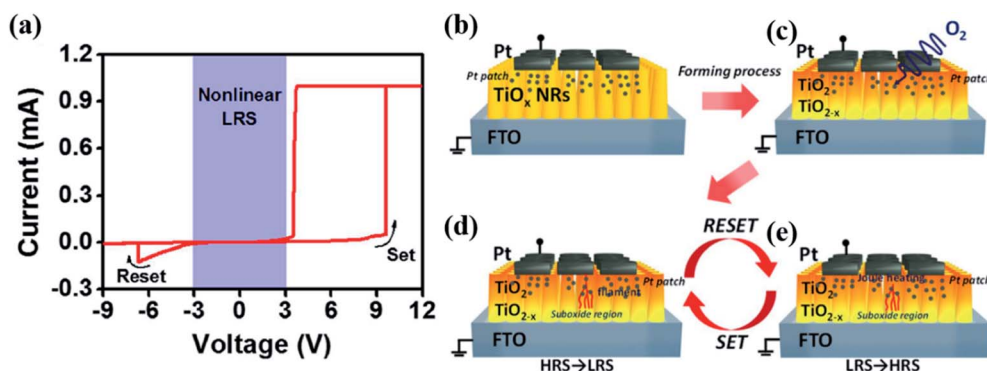 (a)
1.2
0.9
0.6
0.3
0.0
-0.3
Current (mA)
Nonlinear
LRS
Reset
Set
-9 -6 -3 0 3 6 9 12
Voltage (V)
(b)
Pt
Pt patch
TiOx NRs
FTO
Forming process
(c)
O2
Pt
Pt patch
TiO2
TiO2-x
FTO
(d)
Pt
Pt patch
TiO2
filament
TiO2-x
Suboxide region
FTO
HRS→LRS
RESET
SET
(e)
Pt
Joule heating
Pt patch
TiO2
TiO2-x
Suboxide region
FTO
LRS→HRS